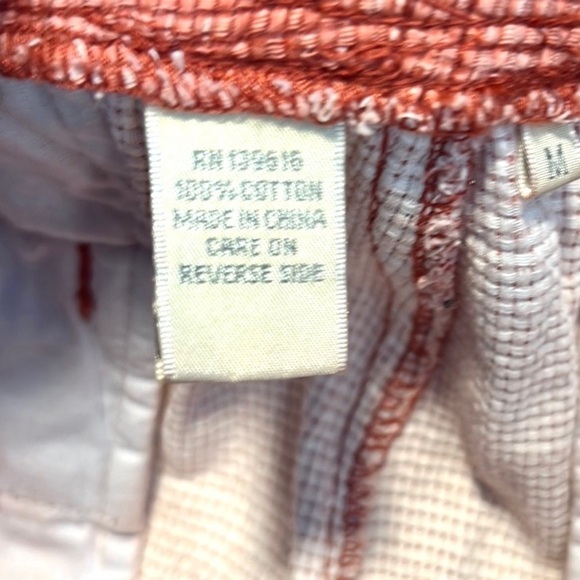 RN 139616
100% COTTON
MADE IN CHINA
CARE ON
REVERSE SIDE
M